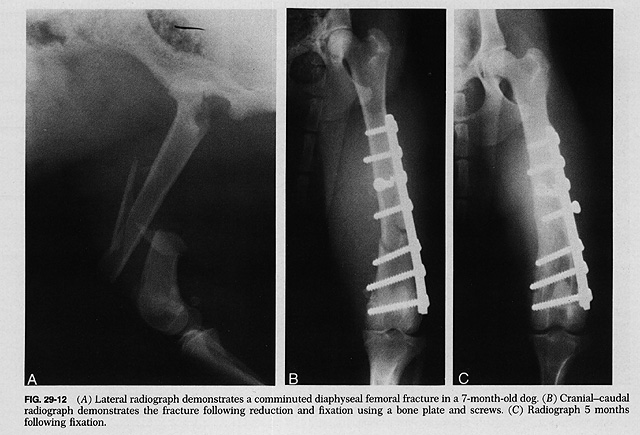 A
B
C
FIG. 29-12 (A) Lateral radiograph demonstrates a comminuted diaphyseal femoral fracture in a 7-month-old dog. (B) Cranial–caudal
radiograph demonstrates the fracture following reduction and fixation using a bone plate and screws. (C) Radiograph 5 months
following fixation.